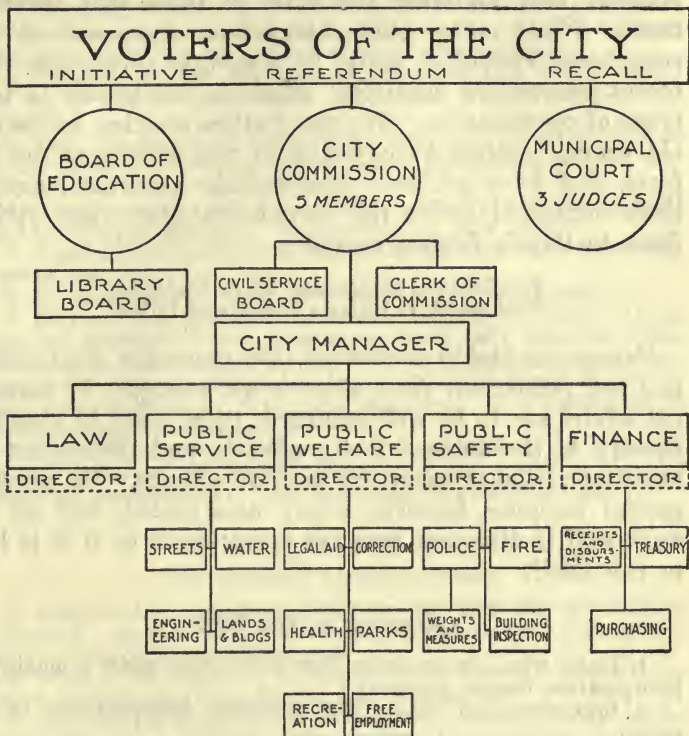 VOTERS OF THE CITY
INITIATIVE REFERENDUM RECALL
BOARD OF
EDUCATION
CITY
COMMISSION
5 MEMBERS
MUNICIPAL
COURT
3 JUDGES
LIBRARY
BOARD
CIVIL SERVICE
BOARD
CLERK OF
COMMISSION
CITY MANAGER
LAW
DIRECTOR
PUBLIC
SERVICE
DIRECTOR
PUBLIC
WELFARE
DIRECTOR
PUBLIC
SAFETY
DIRECTOR
FINANCE
DIRECTOR
STREETS
WATER
LEGAL AID
CORRECTION
POLICE
FIRE
RECEIPTS
AND
DISBURS-
MENTS
TREASURY
ENGIN-
EERING
LANDS
& BLDGS
HEALTH
PARKS
WEIGHTS
AND
MEASURES
BUILDING
INSPECTION
PURCHASING
RECRE-
ATION
FREE
EMPLOYMENT